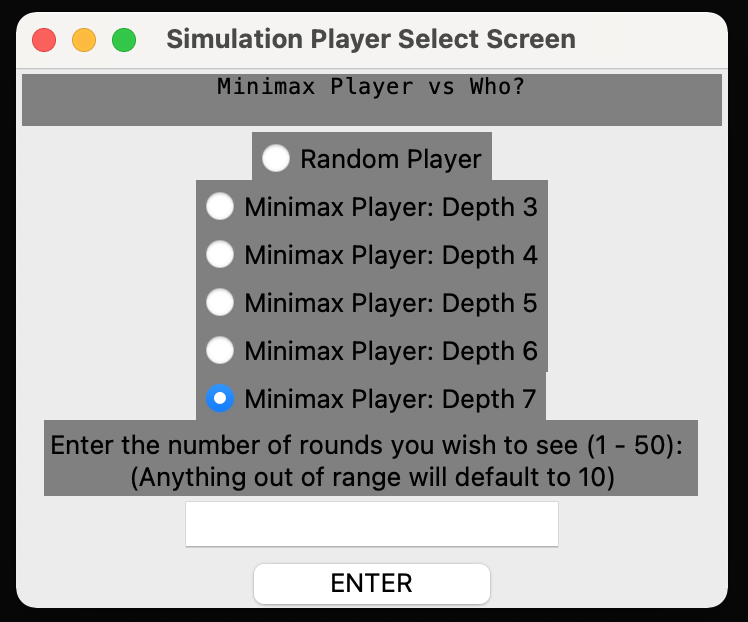 Simulation Player Select Screen
Minimax Player vs Who?
Random Player
Minimax Player: Depth 3
Minimax Player: Depth 4
Minimax Player: Depth 5
Minimax Player: Depth 6
Minimax Player: Depth 7
Enter the number of rounds you wish to see (1 - 50):
(Anything out of range will default to 10)
ENTER